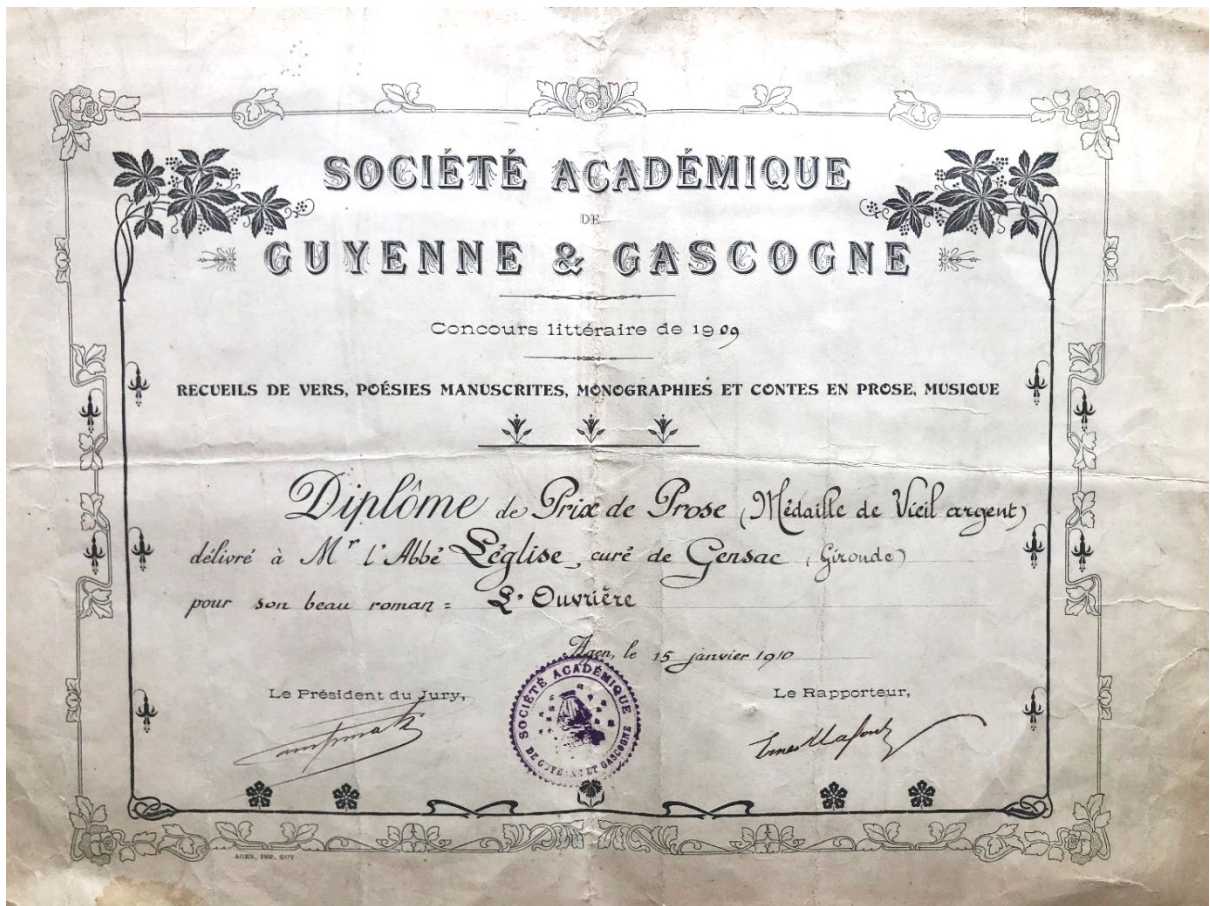 SOCIÉTÉ ACADÉMIQUE
DE
GUYENNE & GASCOGNE
Concours littéraire de 1909
RECUEILS DE VERS, POÉSIES MANUSCRITES, MONOGRAPHIES ET CONTES EN PROSE, MUSIQUE
Diplôme de Prix de Prose (Médaille de Vieil argent)
délivré à Mr l'Abbé Léglise, curé de Gensac (Gironde)
pour son beau roman = L'Ouvrière
Agen, le 15 janvier 1910
Le Président du Jury,
Le Rapporteur,
SOCIÉTÉ ACADÉMIQUE
DE GUYENNE ET GASCOGNE
AGEN, IMP. GUY